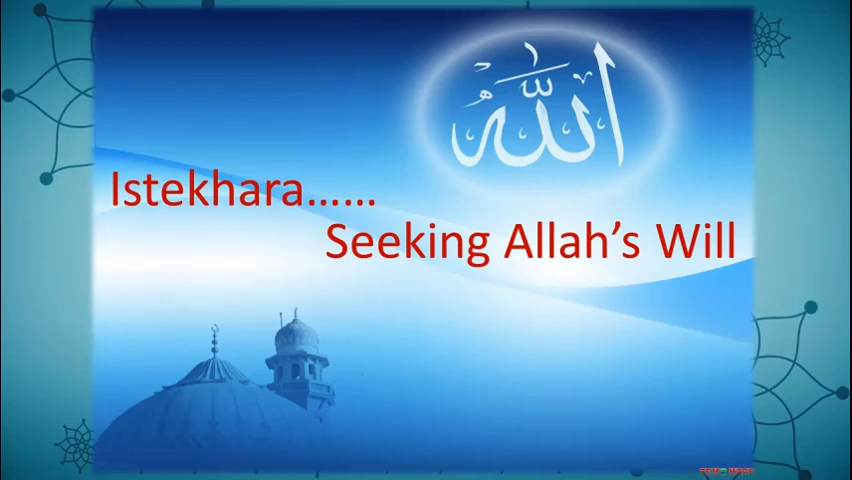 الله
Istekhara......
Seeking Allah's Will